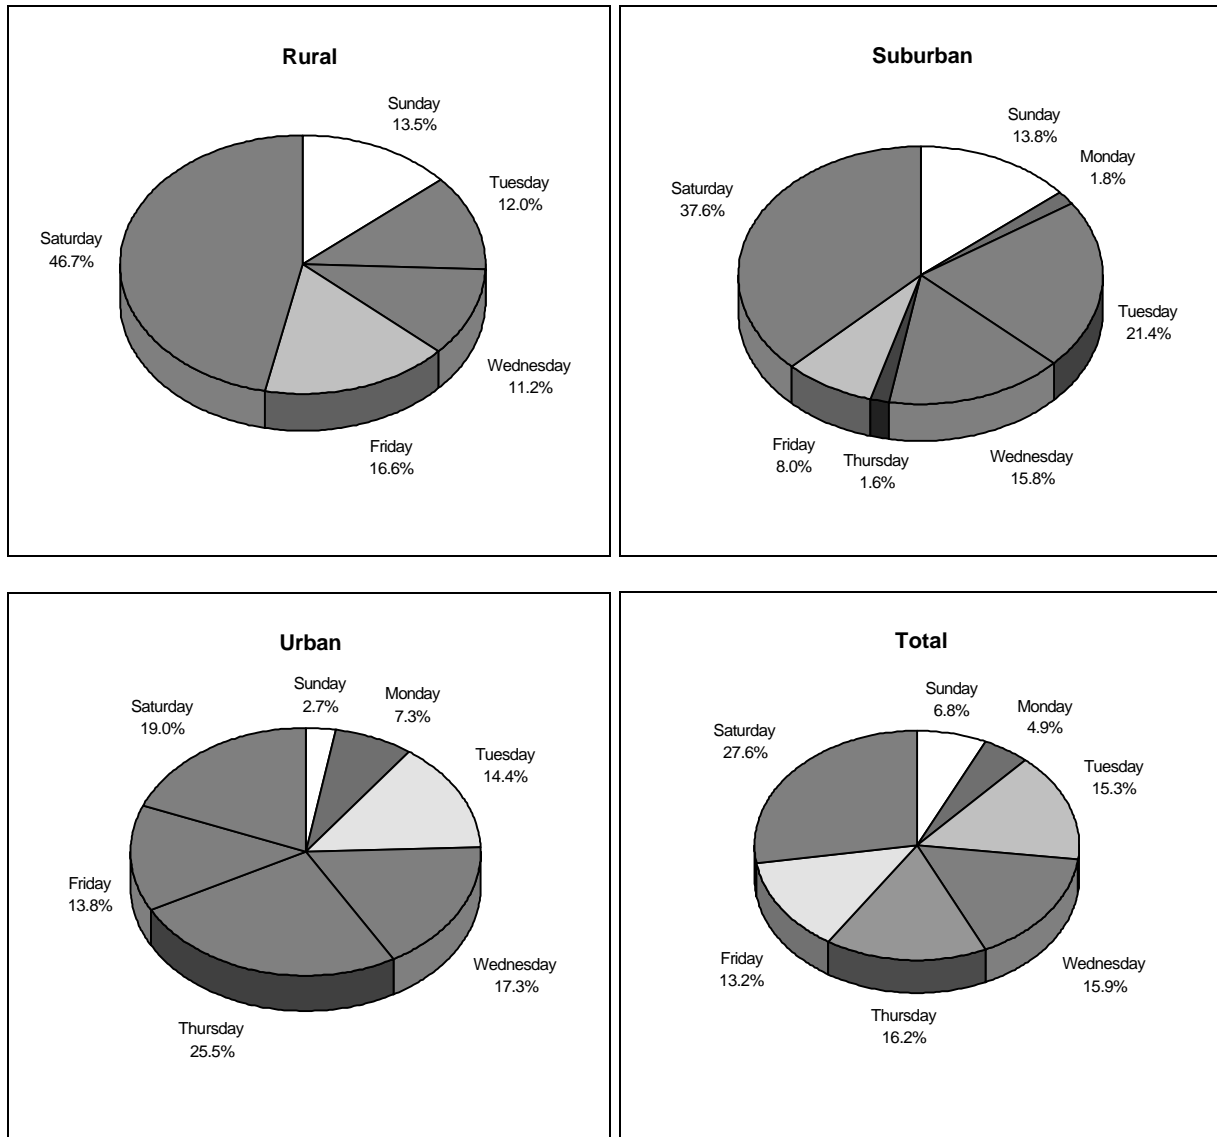 Rural
Sunday
13.5%
Tuesday
12.0%
Wednesday
11.2%
Friday
16.6%
Saturday
46.7%
Suburban
Sunday
13.8%
Monday
1.8%
Tuesday
21.4%
Wednesday
15.8%
Thursday
1.6%
Friday
8.0%
Saturday
37.6%
Urban
Sunday
2.7%
Monday
7.3%
Tuesday
14.4%
Wednesday
17.3%
Thursday
25.5%
Friday
13.8%
Saturday
19.0%
Total
Sunday
6.8%
Monday
4.9%
Tuesday
15.3%
Wednesday
15.9%
Thursday
16.2%
Friday
13.2%
Saturday
27.6%